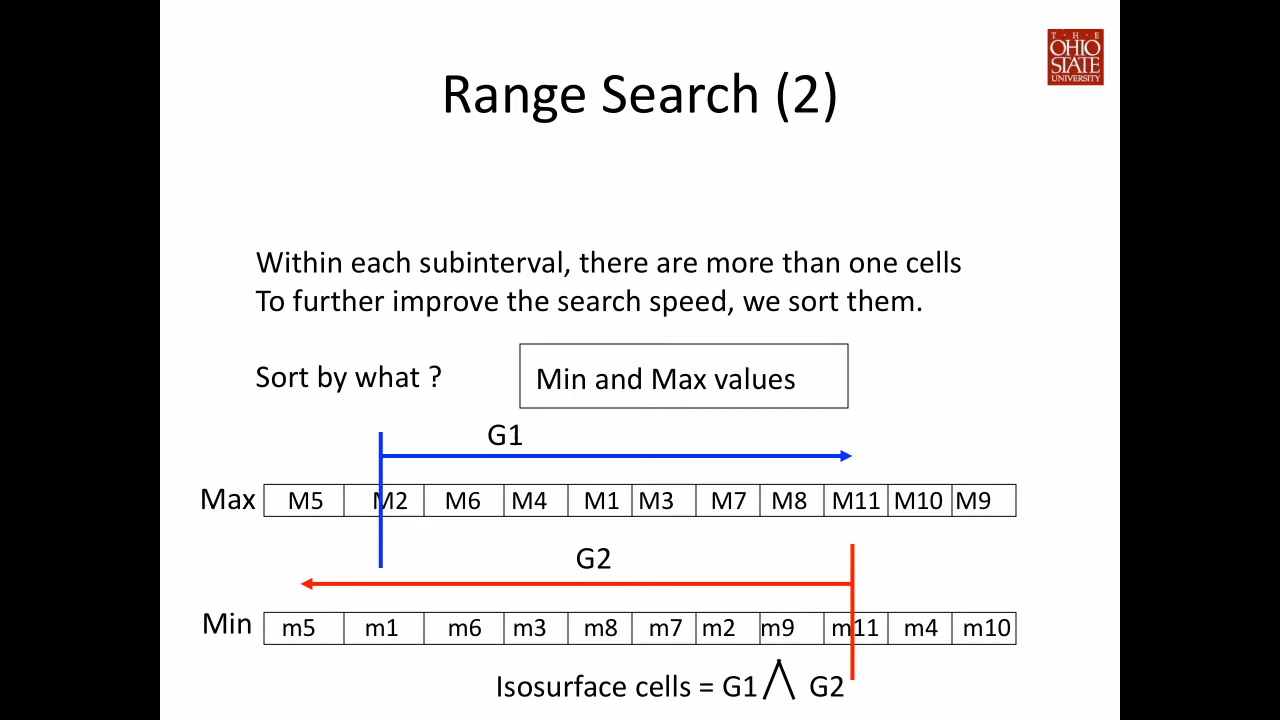 T · H · E
OHIO
STATE
UNIVERSITY
Range Search (2)
Within each subinterval, there are more than one cells
To further improve the search speed, we sort them.
Sort by what ?
Min and Max values
G1
Max M5 M2 M6 M4 M1 M3 M7 M8 M11 M10 M9
G2
Min m5 m1 m6 m3 m8 m7 m2 m9 m11 m4 m10
Isosurface cells = G1 ⋀ G2